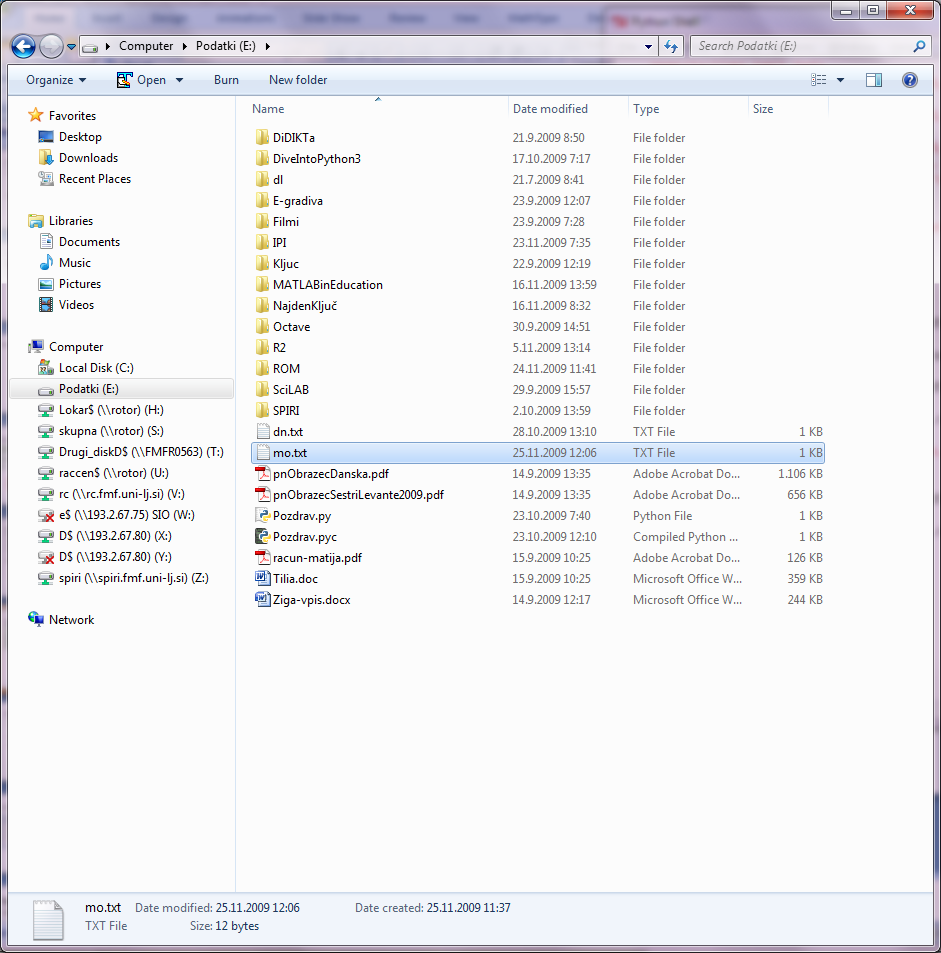 Computer ▸ Podatki (E:) ▸
Search Podatki (E:)
Organize Open Burn New folder
Name Date modified Type Size
Favorites
Desktop
Downloads
Recent Places
Libraries
Documents
Music
Pictures
Videos
Computer
Local Disk (C:)
Podatki (E:)
Lokar$ (\\rotor) (H:)
skupna (\\rotor) (S:)
Drugi_diskD$ (\\FMFR0563) (T:)
raccen$ (\\rotor) (U:)
rc (\\rc.fmf.uni-lj.si) (V:)
e$ (\\193.2.67.75) SIO (W:)
D$ (\\193.2.67.80) (X:)
D$ (\\193.2.67.80) (Y:)
spiri (\\spiri.fmf.uni-lj.si) (Z:)
Network
DiDIKTa 21.9.2009 8:50 File folder
DiveIntoPython3 17.10.2009 7:17 File folder
dl 21.7.2009 8:41 File folder
E-gradiva 23.9.2009 12:07 File folder
Filmi 23.9.2009 7:28 File folder
IPI 23.11.2009 7:35 File folder
Kljuc 22.9.2009 12:19 File folder
MATLABinEducation 16.11.2009 13:59 File folder
NajdenKljuč 16.11.2009 8:32 File folder
Octave 30.9.2009 14:51 File folder
R2 5.11.2009 13:14 File folder
ROM 24.11.2009 11:41 File folder
SciLAB 29.9.2009 15:57 File folder
SPIRI 2.10.2009 13:59 File folder
dn.txt 28.10.2009 13:10 TXT File 1 KB
mo.txt 25.11.2009 12:06 TXT File 1 KB
pnObrazecDanska.pdf 14.9.2009 13:35 Adobe Acrobat Do... 1.106 KB
pnObrazecSestriLevante2009.pdf 14.9.2009 13:35 Adobe Acrobat Do... 656 KB
Pozdrav.py 23.10.2009 7:40 Python File 1 KB
Pozdrav.pyc 23.10.2009 12:10 Compiled Python ... 1 KB
racun-matija.pdf 15.9.2009 10:25 Adobe Acrobat Do... 126 KB
Tilia.doc 15.9.2009 10:25 Microsoft Office W... 359 KB
Ziga-vpis.docx 14.9.2009 12:17 Microsoft Office W... 244 KB
mo.txt Date modified: 25.11.2009 12:06 Date created: 25.11.2009 11:37
TXT File Size: 12 bytes